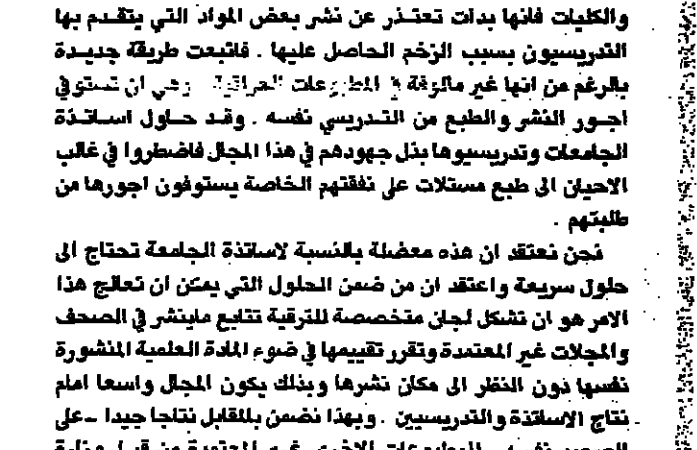 والكليات فانها بدأت تعتذر عن نشر بعض المواد التي يتقدم بها
التدريسيون بسبب الزخم الحاصل عليها . فاتبعت طريقة جديدة
بالرغم من انها غير مالوفة في المطبوعات العراقية وهي ان تستوفي
اجور النشر والطبع من التدريسي نفسه . وقد حاول اساتذة
الجامعات وتدريسيوها بذل جهودهم في هذا المجال فاضطروا في غالب
الاحيان الى طبع مستلات على نفقتهم الخاصة يستوفون اجورها من
طلبتهم .
نحن نعتقد ان هذه معضلة بالنسبة لاساتذة الجامعة تحتاج الى
حلول سريعة واعتقد ان من ضمن الحلول التي يمكن ان تعالج هذا
الامر هو ان تشكل لجان متخصصة للترقية تتابع ماينشر في الصحف
والمجلات غير المعتمدة وتقرر تقييمها في ضوء المادة العلمية المنشورة
نفسها دون النظر الى مكان نشرها وبذلك يكون المجال واسعا امام
نتاج الاساتذة والتدريسيين . وبهذا نضمن بالمقابل نتاجا جيدا ـ على